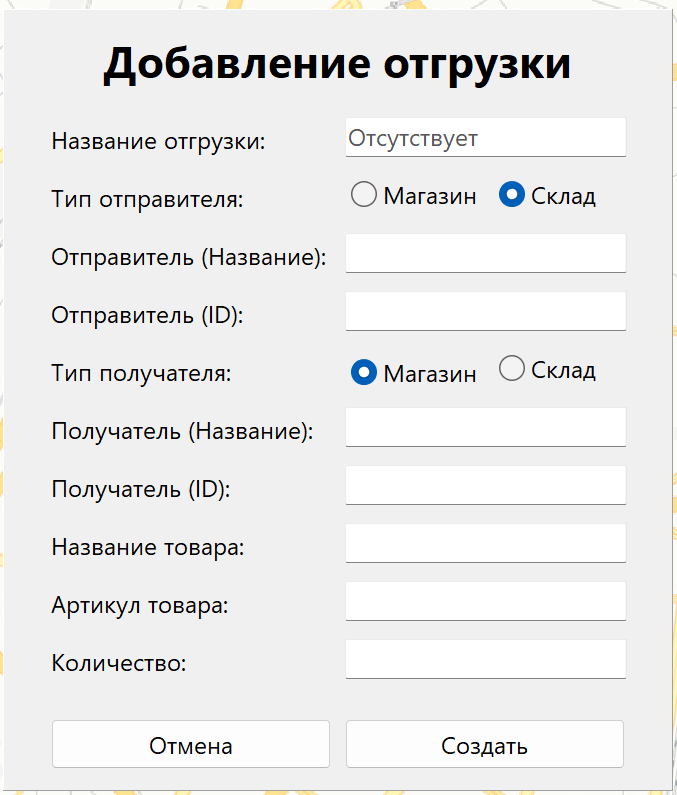 Добавление отгрузки
Название отгрузки: Отсутствует
Тип отправителя: Магазин Склад
Отправитель (Название):
Отправитель (ID):
Тип получателя: Магазин Склад
Получатель (Название):
Получатель (ID):
Название товара:
Артикул товара:
Количество:
Отмена Создать